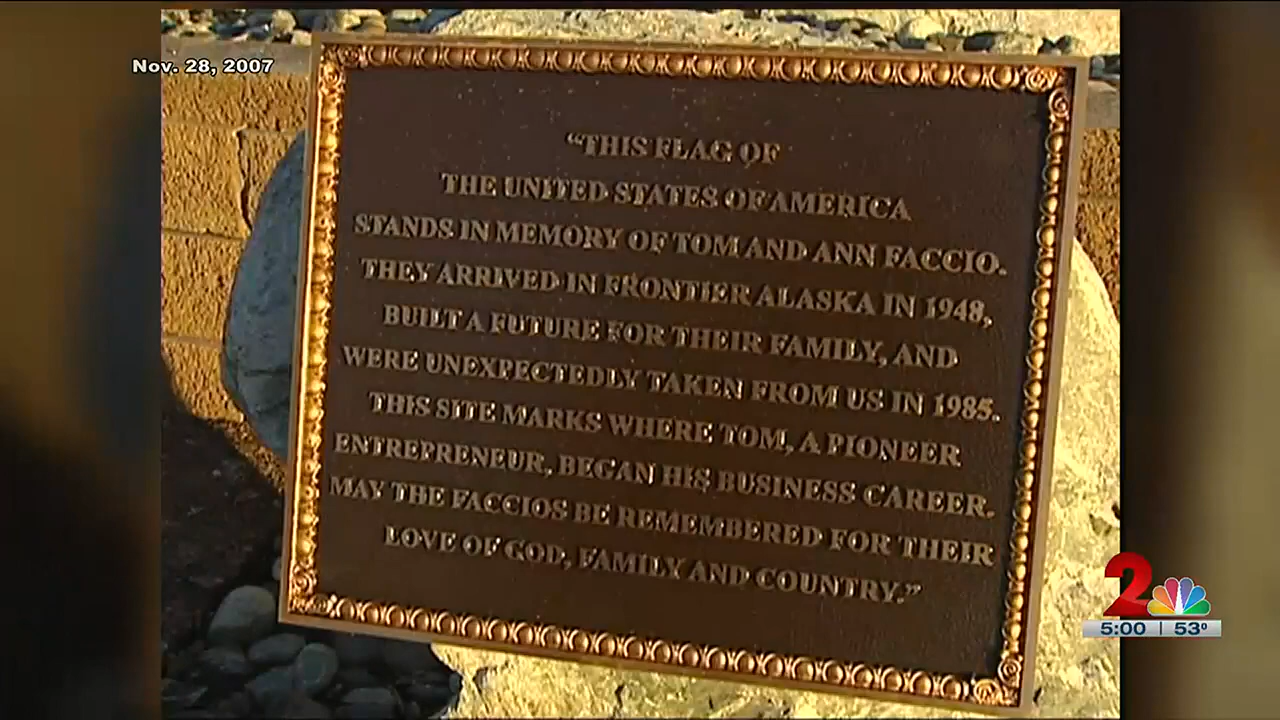 Nov. 28, 2007
“THIS FLAG OF
THE UNITED STATES OF AMERICA
STANDS IN MEMORY OF TOM AND ANN FACCIO.
THEY ARRIVED IN FRONTIER ALASKA IN 1948,
BUILT A FUTURE FOR THEIR FAMILY, AND
WERE UNEXPECTEDLY TAKEN FROM US IN 1985.
THIS SITE MARKS WHERE TOM, A PIONEER
ENTREPRENEUR, BEGAN HIS BUSINESS CAREER.
MAY THE FACCIOS BE REMEMBERED FOR THEIR
LOVE OF GOD, FAMILY AND COUNTRY.”
2
5:00 | 53°